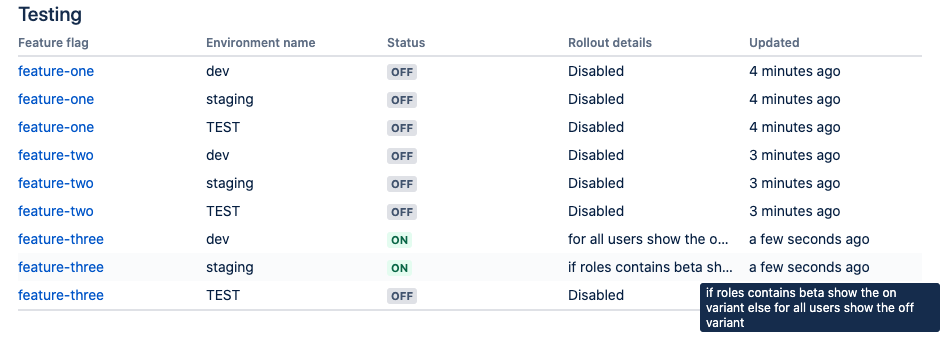 Testing
Feature flag Environment name Status Rollout details Updated
feature-one dev OFF Disabled 4 minutes ago
feature-one staging OFF Disabled 4 minutes ago
feature-one TEST OFF Disabled 4 minutes ago
feature-two dev OFF Disabled 3 minutes ago
feature-two staging OFF Disabled 3 minutes ago
feature-two TEST OFF Disabled 3 minutes ago
feature-three dev ON for all users show the o... a few seconds ago
feature-three staging ON if roles contains beta sh... a few seconds ago
feature-three TEST OFF Disabled
if roles contains beta show the on
variant else for all users show the off
variant